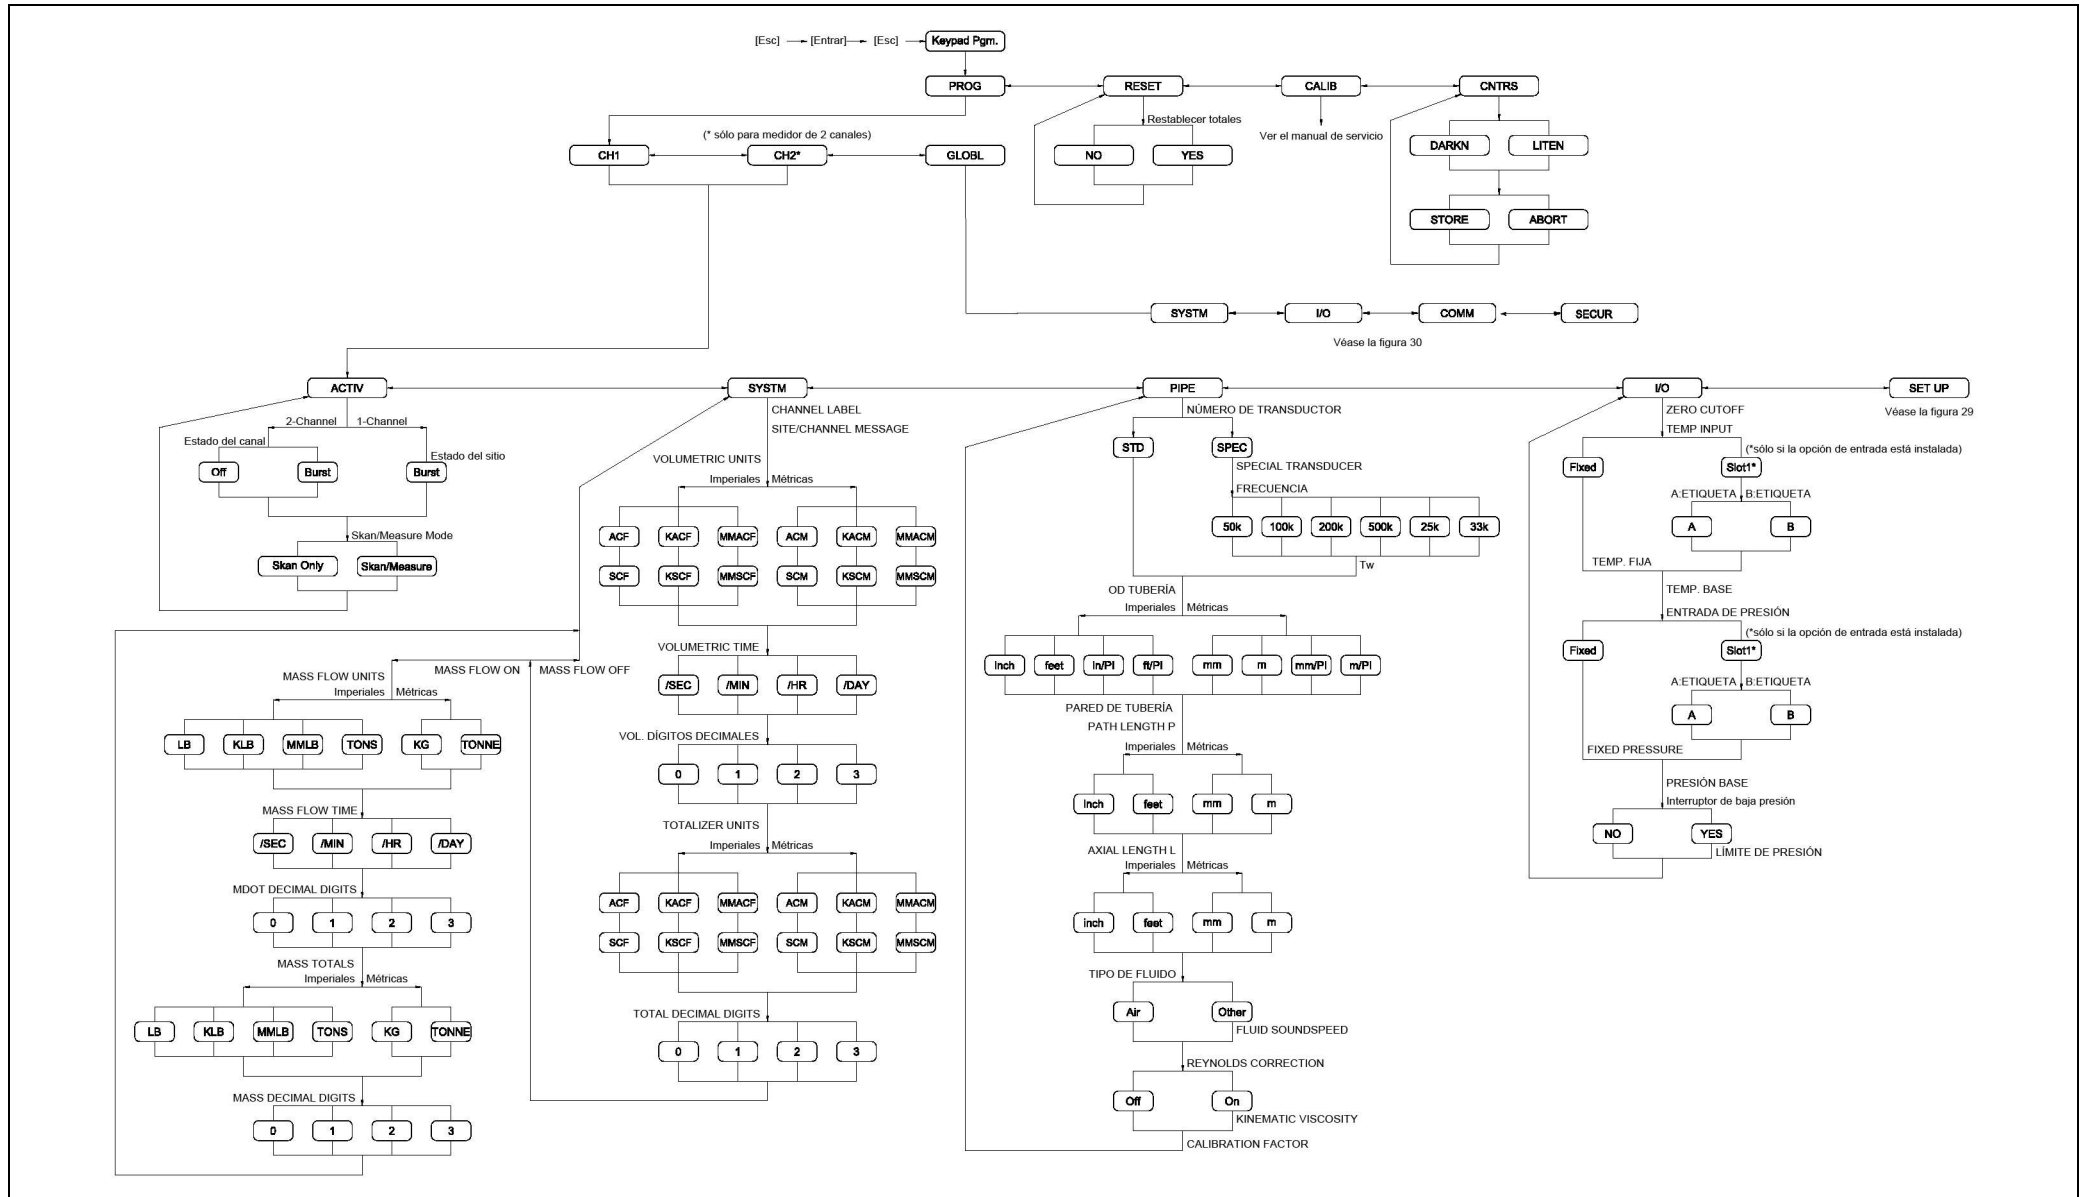 [Esc] [Entrar] [Esc] Keypad Pgm.
PROG RESET CALIB CNTRS
Restablecer totales
Ver el manual de servicio
(* sólo para medidor de 2 canales)
DARKN LITEN
CH1 CH2* GLOBL NO YES
STORE ABORT
SYSTM I/O COMM SECUR
Véase la figura 30
ACTIV SYSTM PIPE I/O SET UP
Véase la figura 29
2-Channel 1-Channel
Estado del canal
Estado del sitio
Off Burst Burst
Skan/Measure Mode
Skan Only Skan/Measure
CHANNEL LABEL
SITE/CHANNEL MESSAGE
VOLUMETRIC UNITS
Imperiales Métricas
ACF KACF MMACF ACM KACM MMACM
SCF KSCF MMSCF SCM KSCM MMSCM
VOLUMETRIC TIME
/SEC /MIN /HR /DAY
VOL. DÍGITOS DECIMALES
0 1 2 3
TOTALIZER UNITS
Imperiales Métricas
ACF KACF MMACF ACM KACM MMACM
SCF KSCF MMSCF SCM KSCM MMSCM
TOTAL DECIMAL DIGITS
0 1 2 3
MASS FLOW ON MASS FLOW OFF
MASS FLOW UNITS
Imperiales Métricas
LB KLB MMLB TONS KG TONNE
MASS FLOW TIME
/SEC /MIN /HR /DAY
MDOT DECIMAL DIGITS
0 1 2 3
MASS TOTALS
Imperiales Métricas
LB KLB MMLB TONS KG TONNE
MASS DECIMAL DIGITS
0 1 2 3
NÚMERO DE TRANSDUCTOR
STD SPEC
SPECIAL TRANSDUCER
FRECUENCIA
50k 100k 200k 500k 25k 33k
Tw
OD TUBERÍA
Imperiales Métricas
inch feet in/PI ft/PI mm m mm/PI m/PI
PARED DE TUBERÍA
PATH LENGTH P
Imperiales Métricas
inch feet mm m
AXIAL LENGTH L
Imperiales Métricas
inch feet mm m
TIPO DE FLUIDO
Air Other
FLUID SOUNDSPEED
REYNOLDS CORRECTION
Off On
KINEMATIC VISCOSITY
CALIBRATION FACTOR
ZERO CUTOFF
TEMP INPUT
(*sólo si la opción de entrada está instalada)
Fixed Slot1*
A:ETIQUETA B:ETIQUETA
A B
TEMP. FIJA
TEMP. BASE
ENTRADA DE PRESIÓN
(*sólo si la opción de entrada está instalada)
Fixed Slot1*
A:ETIQUETA B:ETIQUETA
A B
FIXED PRESSURE
PRESIÓN BASE
Interruptor de baja presión
NO YES
LÍMITE DE PRESIÓN